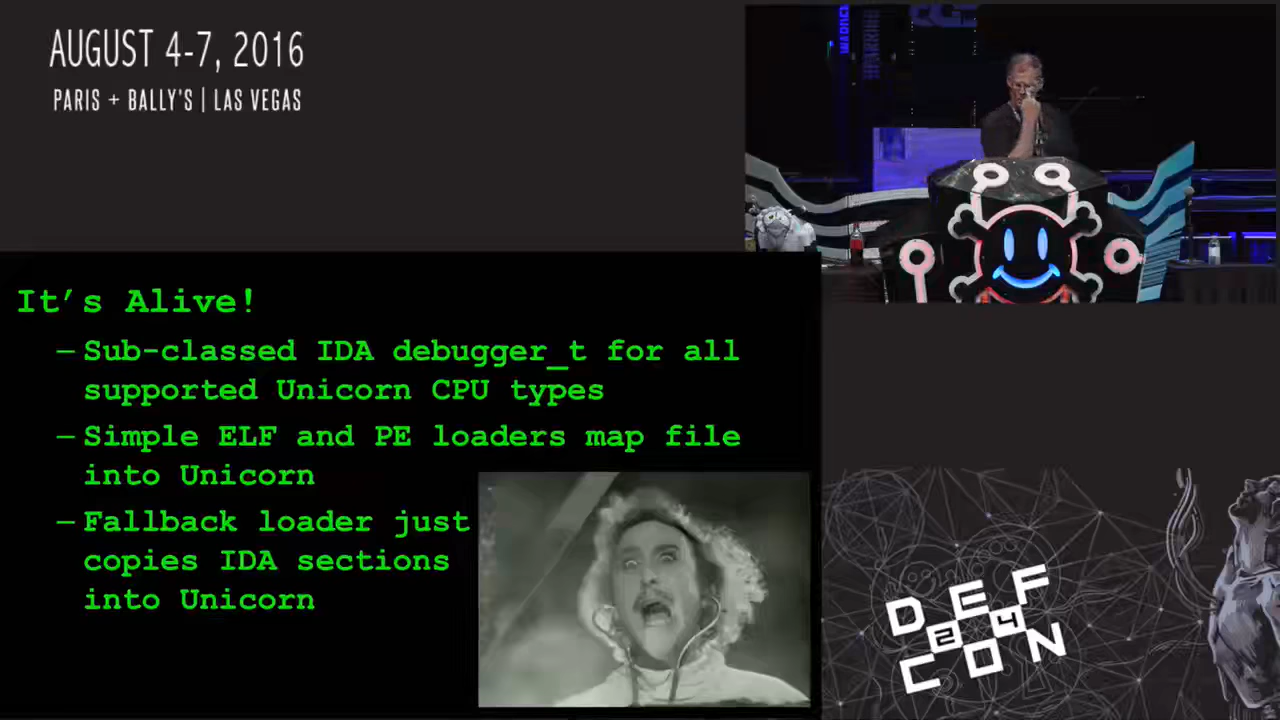 AUGUST 4-7, 2016
PARIS + BALLY'S | LAS VEGAS
It’s Alive!
– Sub-classed IDA debugger_t for all
supported Unicorn CPU types
– Simple ELF and PE loaders map file
into Unicorn
– Fallback loader just
copies IDA sections
into Unicorn
DEF
24
CON